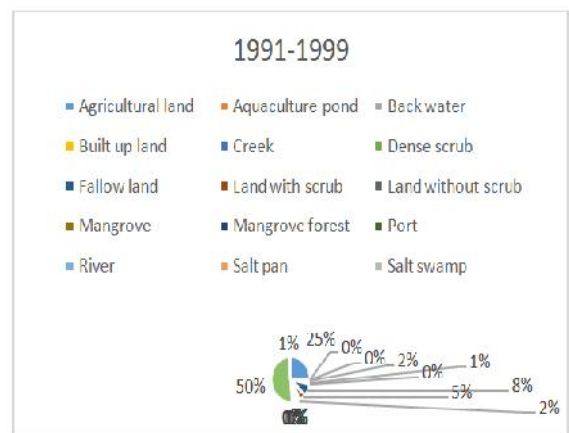 1991-1999
Agricultural land Aquaculture pond Back water
Built up land Creek Dense scrub
Fallow land Land with scrub Land without scrub
Mangrove Mangrove forest Port
River Salt pan Salt swamp
1% 25% 0% 0% 2% 1%
0%
50% 5% 8%
2%